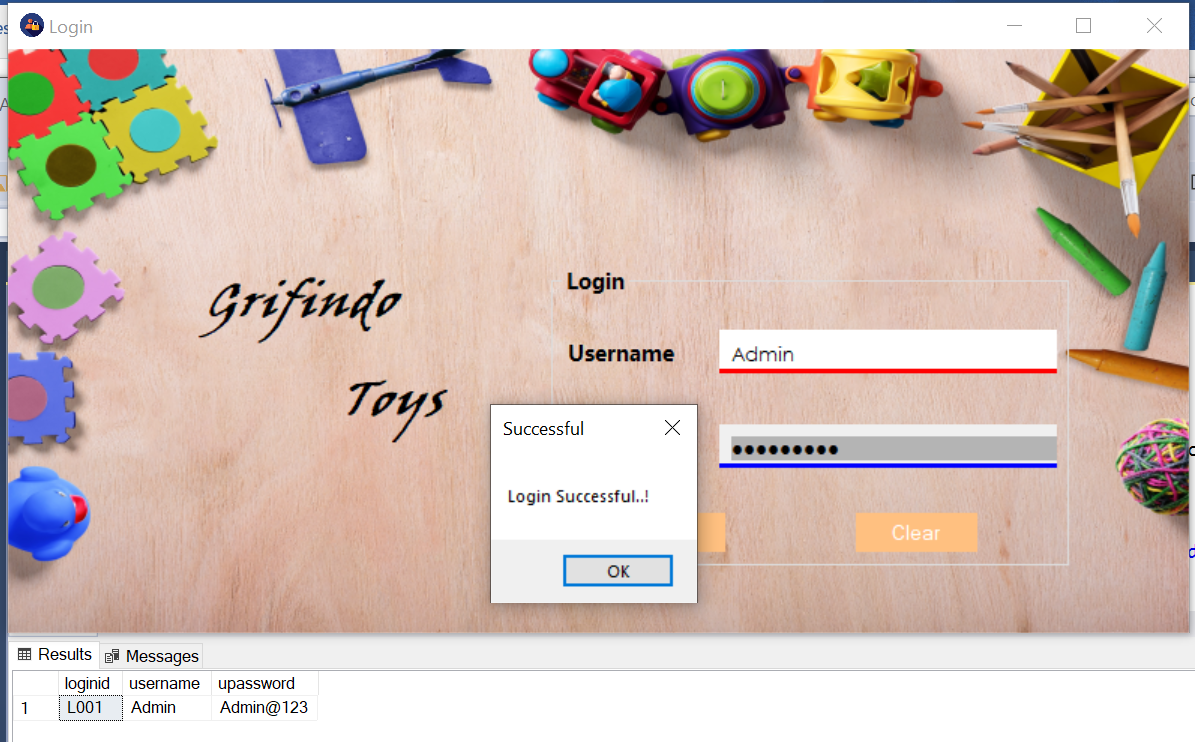 Login
Grifindo
Toys
Login
Username
Admin
●●●●●●●●●
Successful
Login Successful..!
OK
Clear
Results Messages
loginid username upassword
1 L001 Admin Admin@123